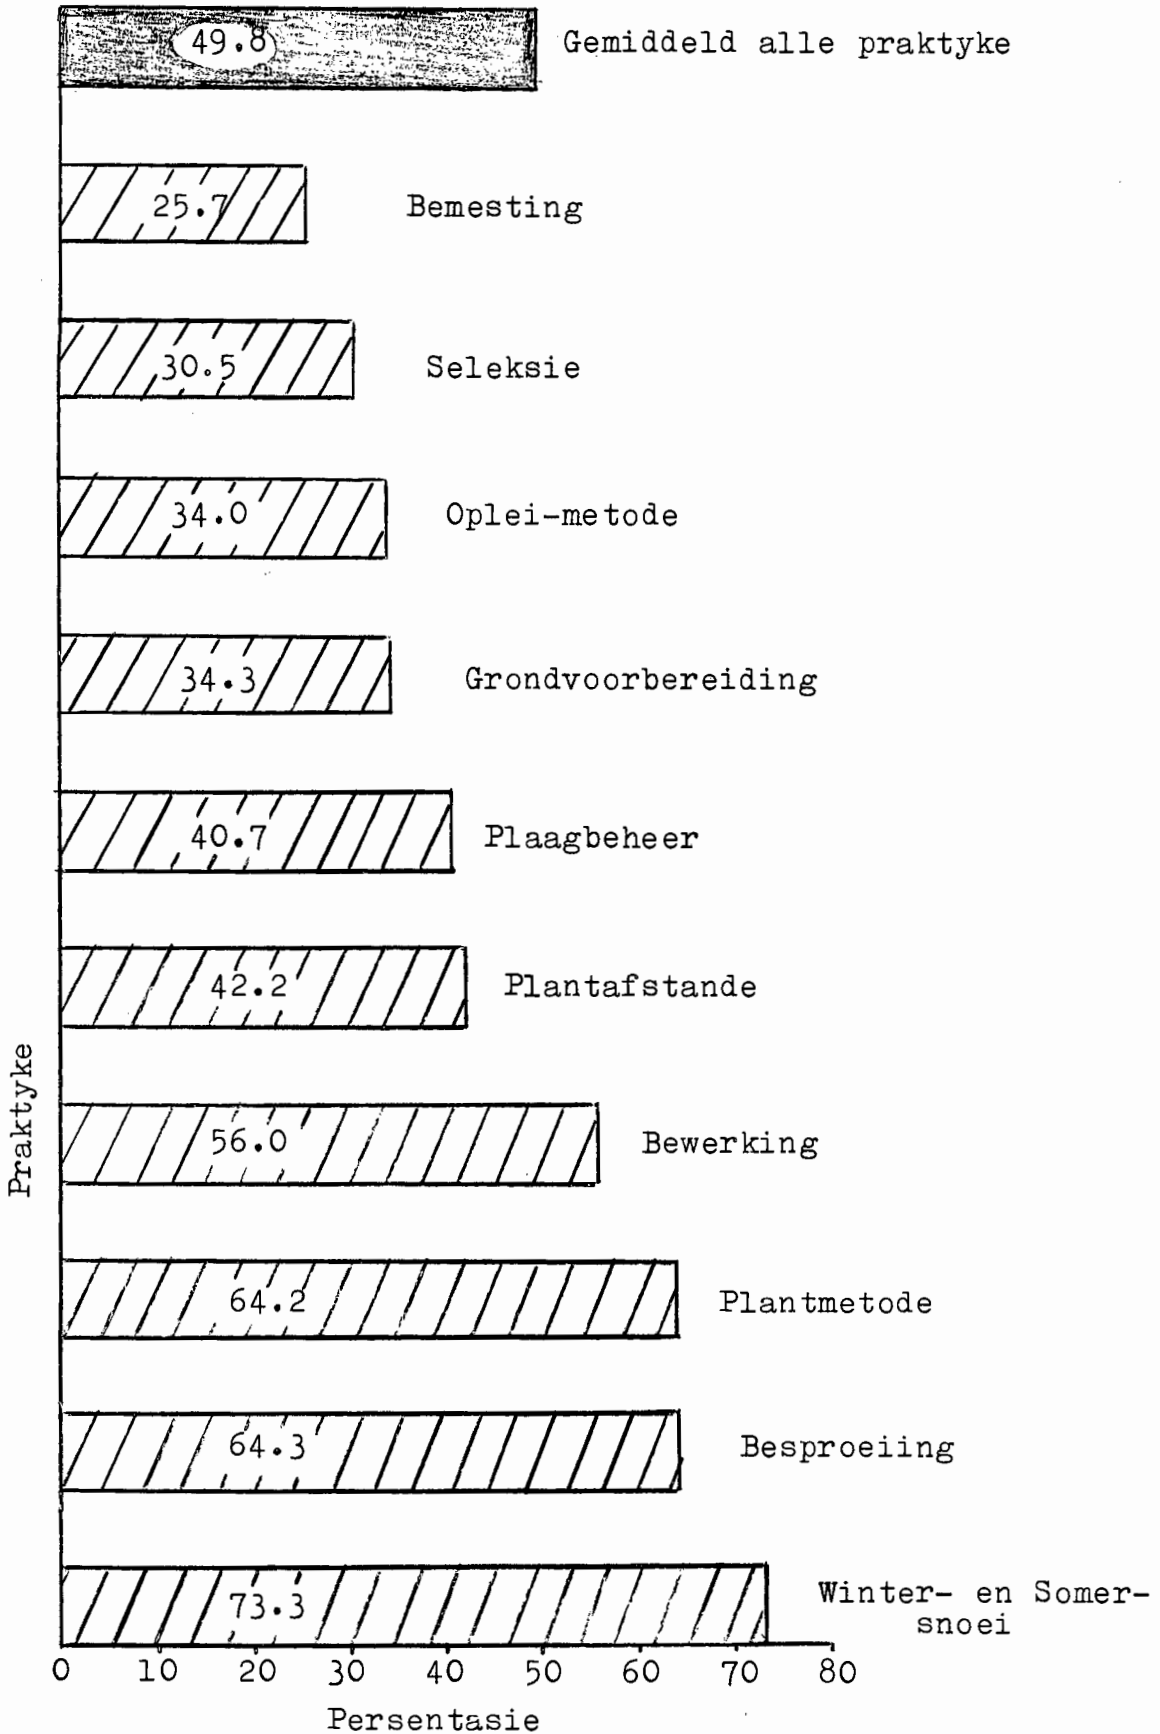 49.8 Gemiddeld alle praktyke
25.7 Bemesting
30.5 Seleksie
34.0 Oplei-metode
34.3 Grondvoorbereiding
40.7 Plaagbeheer
42.2 Plantafstande
Praktyke
56.0 Bewerking
64.2 Plantmetode
64.3 Besproeiing
73.3 Winter- en Somer-
snoei
0 10 20 30 40 50 60 70 80
Persentasie